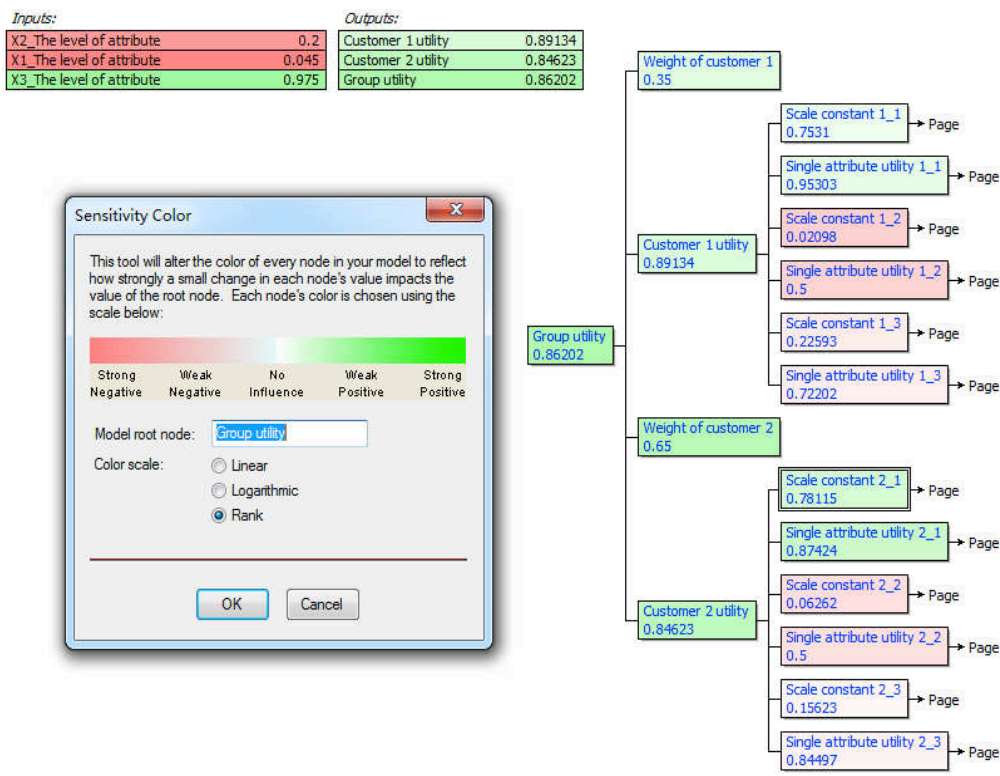 Inputs:
X2_The level of attribute 0.2
X1_The level of attribute 0.045
X3_The level of attribute 0.975
Outputs:
Customer 1 utility 0.89134
Customer 2 utility 0.84623
Group utility 0.86202
Sensitivity Color
X
This tool will alter the color of every node in your model to reflect
how strongly a small change in each node's value impacts the
value of the root node. Each node's color is chosen using the
scale below:
Strong Weak No Weak Strong
Negative Negative Influence Positive Positive
Model root node: Group utility
Color scale: Linear
Logarithmic
Rank
OK Cancel
Group utility
0.86202
Weight of customer 1
0.35
Customer 1 utility
0.89134
Scale constant 1_1
0.7531
Page
Single attribute utility 1_1
0.95303
Page
Scale constant 1_2
0.02098
Page
Single attribute utility 1_2
0.5
Page
Scale constant 1_3
0.22593
Page
Single attribute utility 1_3
0.72202
Page
Weight of customer 2
0.65
Customer 2 utility
0.84623
Scale constant 2_1
0.78115
Page
Single attribute utility 2_1
0.87424
Page
Scale constant 2_2
0.06262
Page
Single attribute utility 2_2
0.5
Page
Scale constant 2_3
0.15623
Page
Single attribute utility 2_3
0.84497
Page